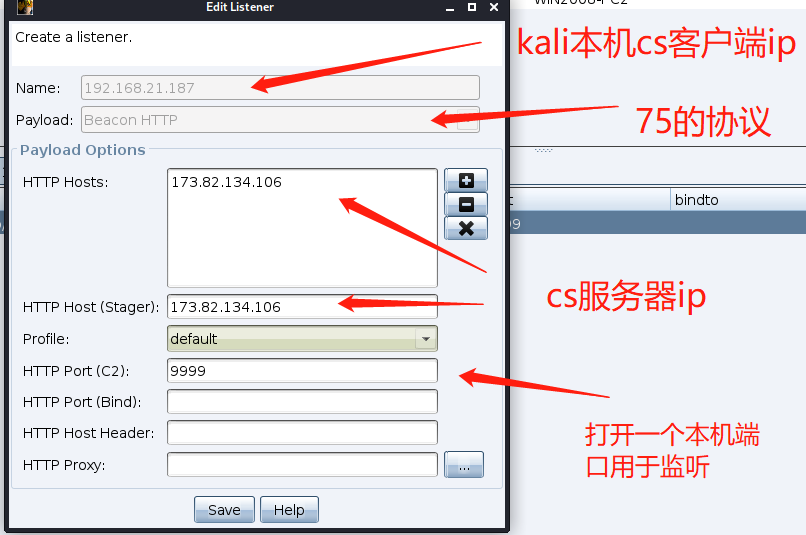 Edit Listener
WIN2008-PC2
Create a listener.
kali本机cs客户端ip
Name: 192.168.21.187
Payload: Beacon HTTP
75的协议
Payload Options
HTTP Hosts: 173.82.134.106
bindto
cs服务器ip
HTTP Host (Stager): 173.82.134.106
Profile: default
HTTP Port (C2): 9999
HTTP Port (Bind):
HTTP Host Header:
打开一个本机端
口用于监听
HTTP Proxy:
...
Save Help